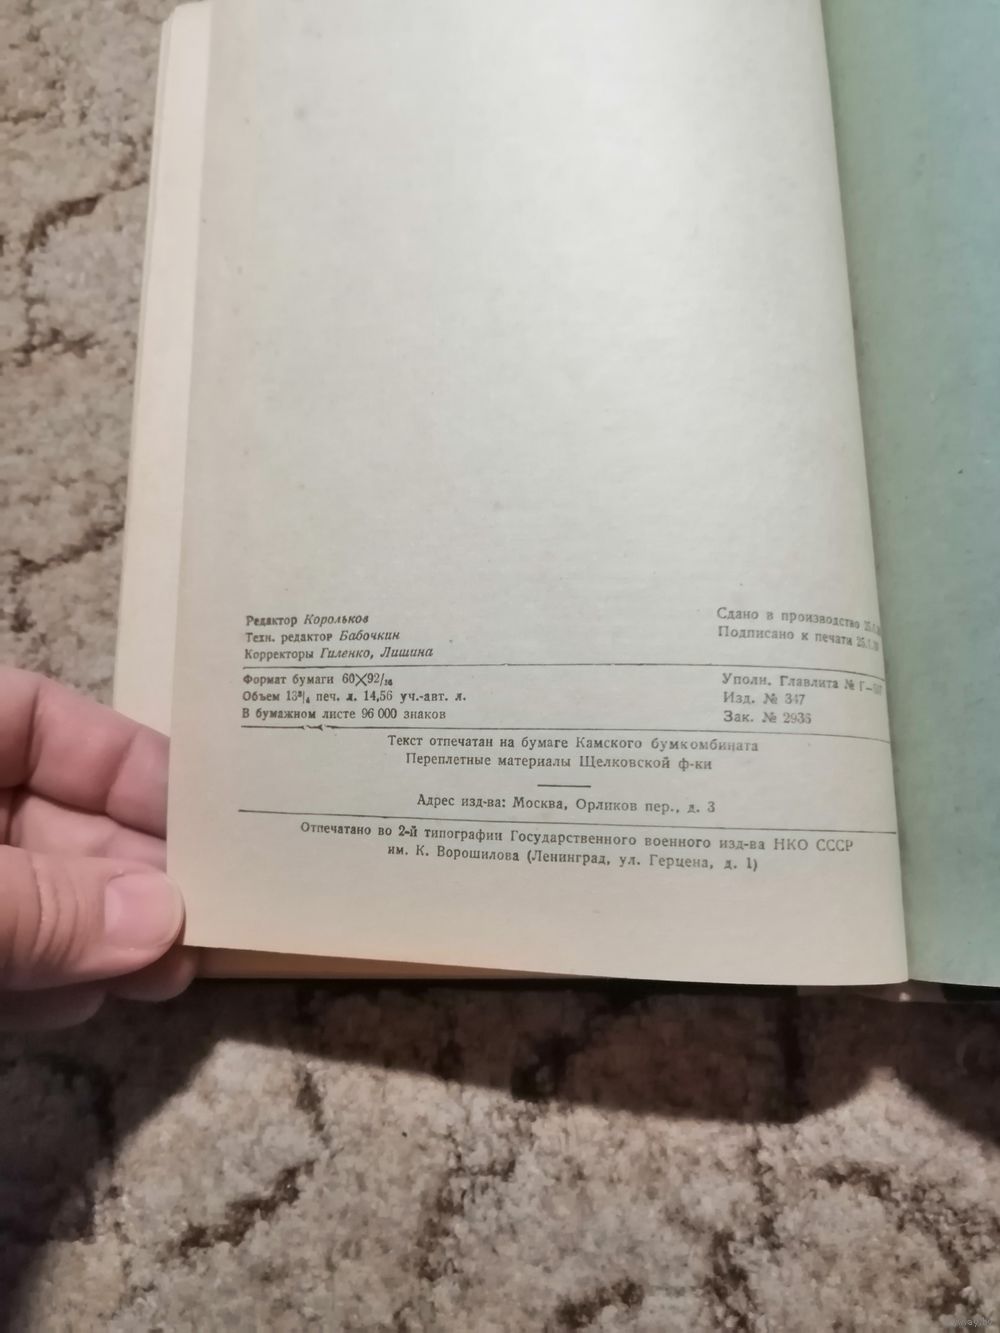 Редактор Корольков
Техн. редактор Бабочкин
Корректоры Гиленко, Лишина
Сдано в производство
Подписано к печати
Формат бумаги 60×92/16
Объем 13³/₄ печ. л. 14,56 уч.-авт. л.
В бумажном листе 96 000 знаков
Уполн. Главлита № Г—
Изд. № 347
Зак. № 2936
Текст отпечатан на бумаге Камского бумкомбината
Переплетные материалы Щелковской ф-ки
Адрес изд-ва: Москва, Орликов пер., д. 3
Отпечатано во 2-й типографии Государственного военного изд-ва НКО СССР
им. К. Ворошилова (Ленинград, ул. Герцена, д. 1)